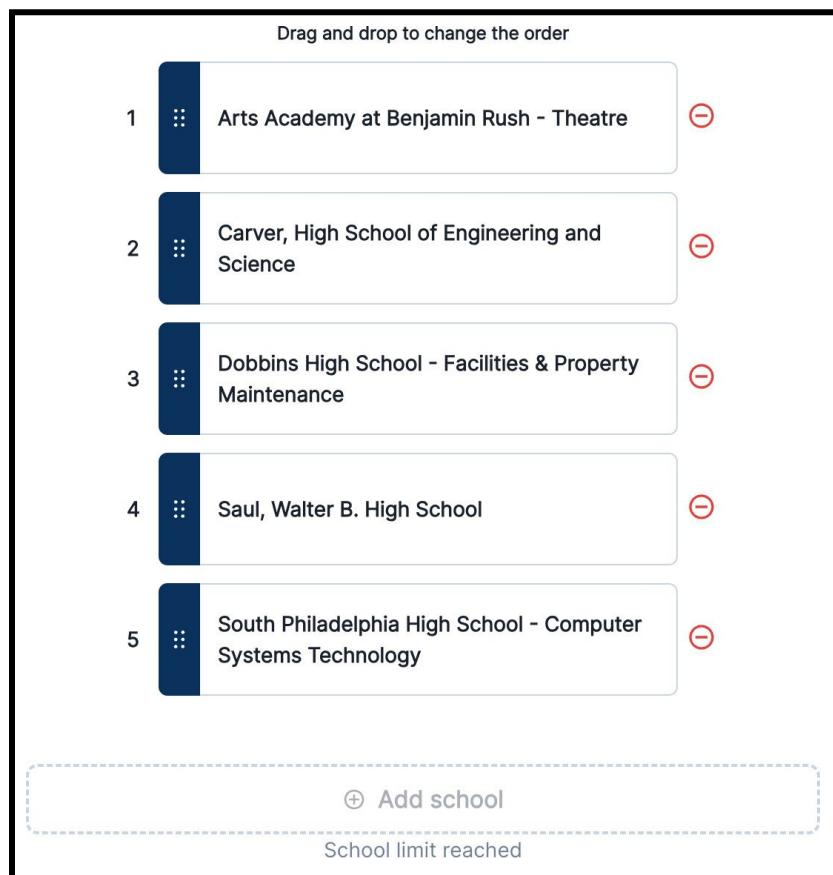 Drag and drop to change the order
1
Arts Academy at Benjamin Rush - Theatre
2
Carver, High School of Engineering and
Science
3
Dobbins High School - Facilities & Property
Maintenance
4
Saul, Walter B. High School
5
South Philadelphia High School - Computer
Systems Technology
Add school
School limit reached